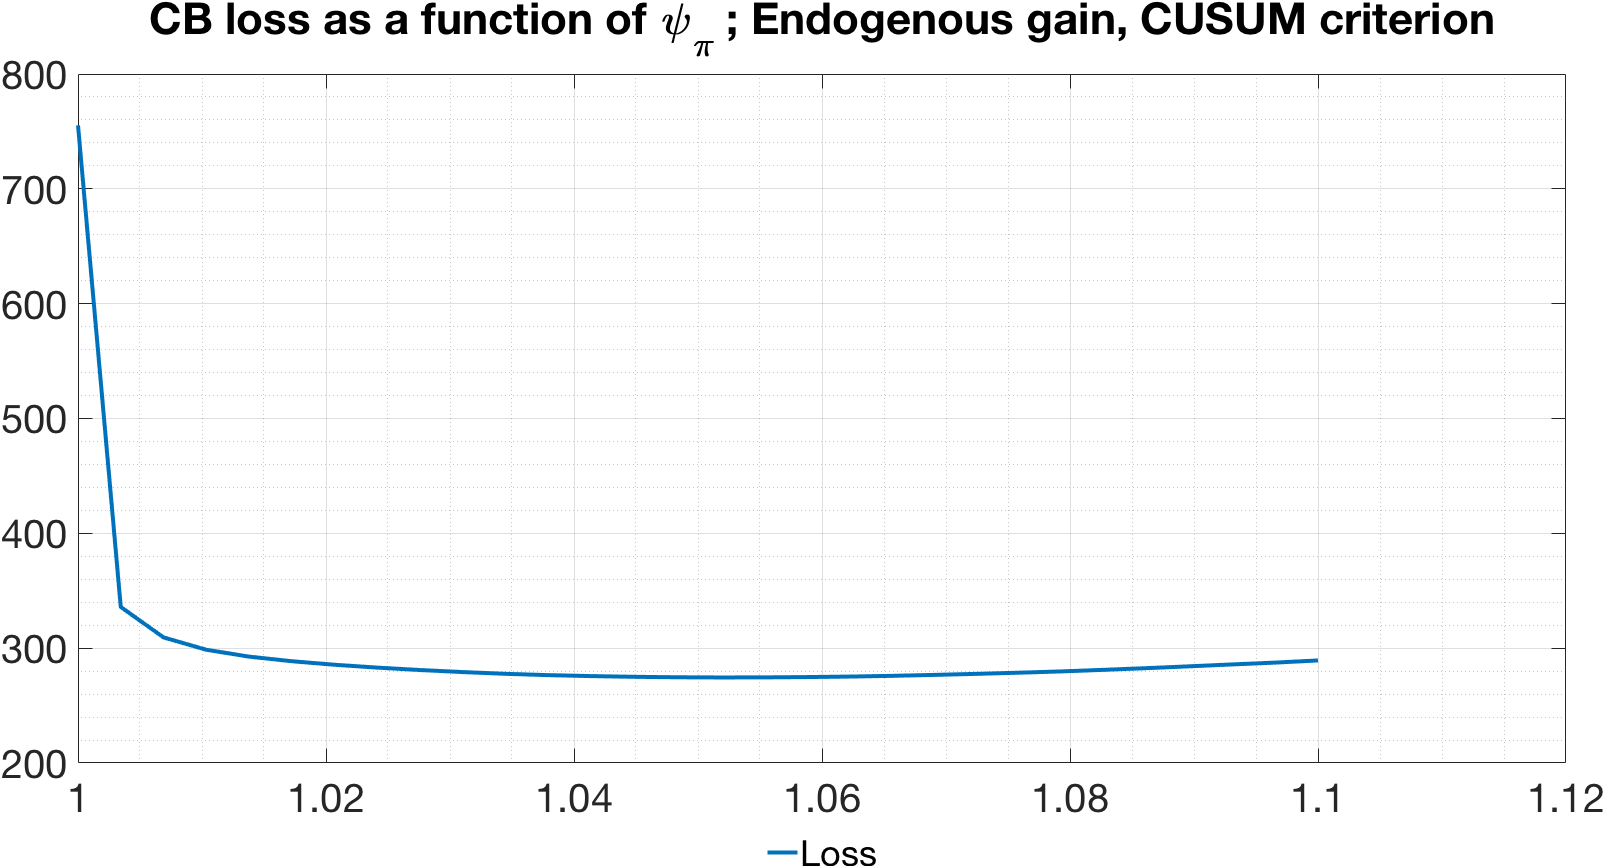 CB loss as a function of ψ_π ; Endogenous gain, CUSUM criterion
800
700
600
500
400
300
200
1 1.02 1.04 1.06 1.08 1.1 1.12
Loss